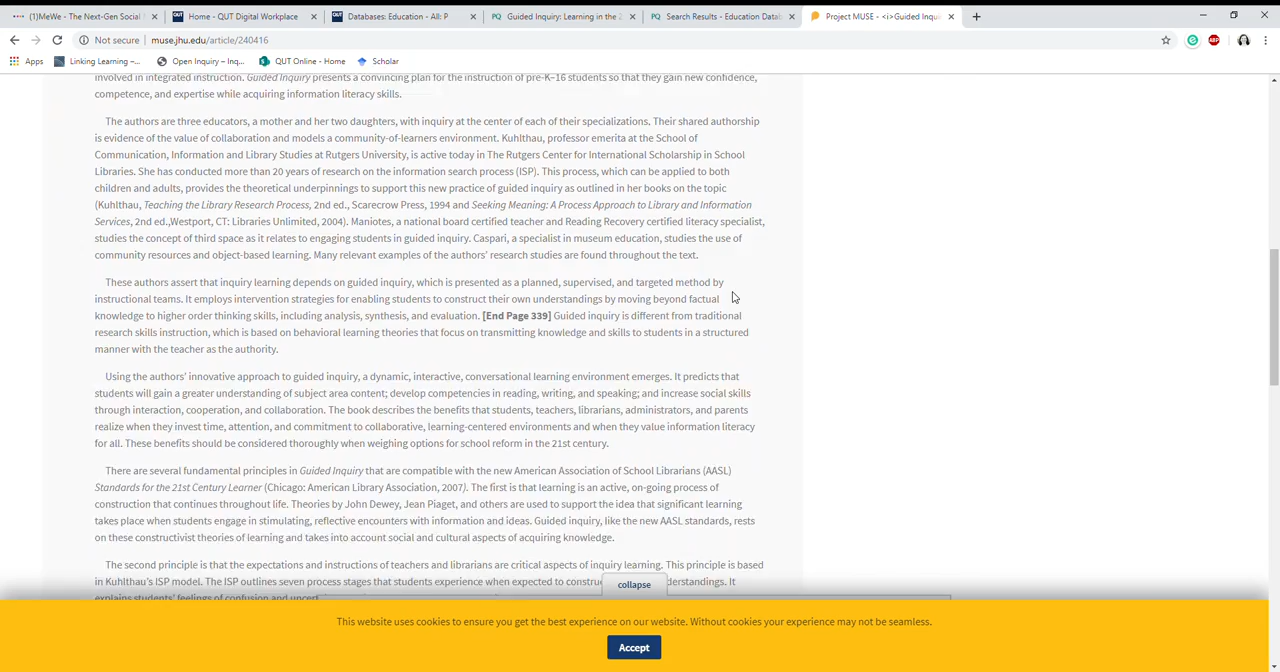 (1)MeWe - The Next-Gen Social
Home - QUT Digital Workplace
Databases: Education - All: P
Guided Inquiry: Learning in the 2
Search Results - Education Datab
Project MUSE - <i>Guided Inqui
Not secure | muse.jhu.edu/article/240416
Apps
Linking Learning –...
Open Inquiry – Inq...
QUT Online - Home
Scholar
involved in integrated instruction. Guided Inquiry presents a convincing plan for the instruction of pre-K–16 students so that they gain new confidence,
competence, and expertise while acquiring information literacy skills.
The authors are three educators, a mother and her two daughters, with inquiry at the center of each of their specializations. Their shared authorship
is evidence of the value of collaboration and models a community-of-learners environment. Kuhlthau, professor emerita at the School of
Communication, Information and Library Studies at Rutgers University, is active today in The Rutgers Center for International Scholarship in School
Libraries. She has conducted more than 20 years of research on the information search process (ISP). This process, which can be applied to both
children and adults, provides the theoretical underpinnings to support this new practice of guided inquiry as outlined in her books on the topic
(Kuhlthau, Teaching the Library Research Process, 2nd ed., Scarecrow Press, 1994 and Seeking Meaning: A Process Approach to Library and Information
Services, 2nd ed.,Westport, CT: Libraries Unlimited, 2004). Maniotes, a national board certified teacher and Reading Recovery certified literacy specialist,
studies the concept of third space as it relates to engaging students in guided inquiry. Caspari, a specialist in museum education, studies the use of
community resources and object-based learning. Many relevant examples of the authors' research studies are found throughout the text.
These authors assert that inquiry learning depends on guided inquiry, which is presented as a planned, supervised, and targeted method by
instructional teams. It employs intervention strategies for enabling students to construct their own understandings by moving beyond factual
knowledge to higher order thinking skills, including analysis, synthesis, and evaluation. [End Page 339] Guided inquiry is different from traditional
research skills instruction, which is based on behavioral learning theories that focus on transmitting knowledge and skills to students in a structured
manner with the teacher as the authority.
Using the authors' innovative approach to guided inquiry, a dynamic, interactive, conversational learning environment emerges. It predicts that
students will gain a greater understanding of subject area content; develop competencies in reading, writing, and speaking; and increase social skills
through interaction, cooperation, and collaboration. The book describes the benefits that students, teachers, librarians, administrators, and parents
realize when they invest time, attention, and commitment to collaborative, learning-centered environments and when they value information literacy
for all. These benefits should be considered thoroughly when weighing options for school reform in the 21st century.
There are several fundamental principles in Guided Inquiry that are compatible with the new American Association of School Librarians (AASL)
Standards for the 21st Century Learner (Chicago: American Library Association, 2007). The first is that learning is an active, on-going process of
construction that continues throughout life. Theories by John Dewey, Jean Piaget, and others are used to support the idea that significant learning
takes place when students engage in stimulating, reflective encounters with information and ideas. Guided inquiry, like the new AASL standards, rests
on these constructivist theories of learning and takes into account social and cultural aspects of acquiring knowledge.
The second principle is that the expectations and instructions of teachers and librarians are critical aspects of inquiry learning. This principle is based
in Kuhlthau's ISP model. The ISP outlines seven process stages that students experience when expected to constru derstandings. It
collapse
explains students' feelings of confusion and uncert
This website uses cookies to ensure you get the best experience on our website. Without cookies your experience may not be seamless.
Accept